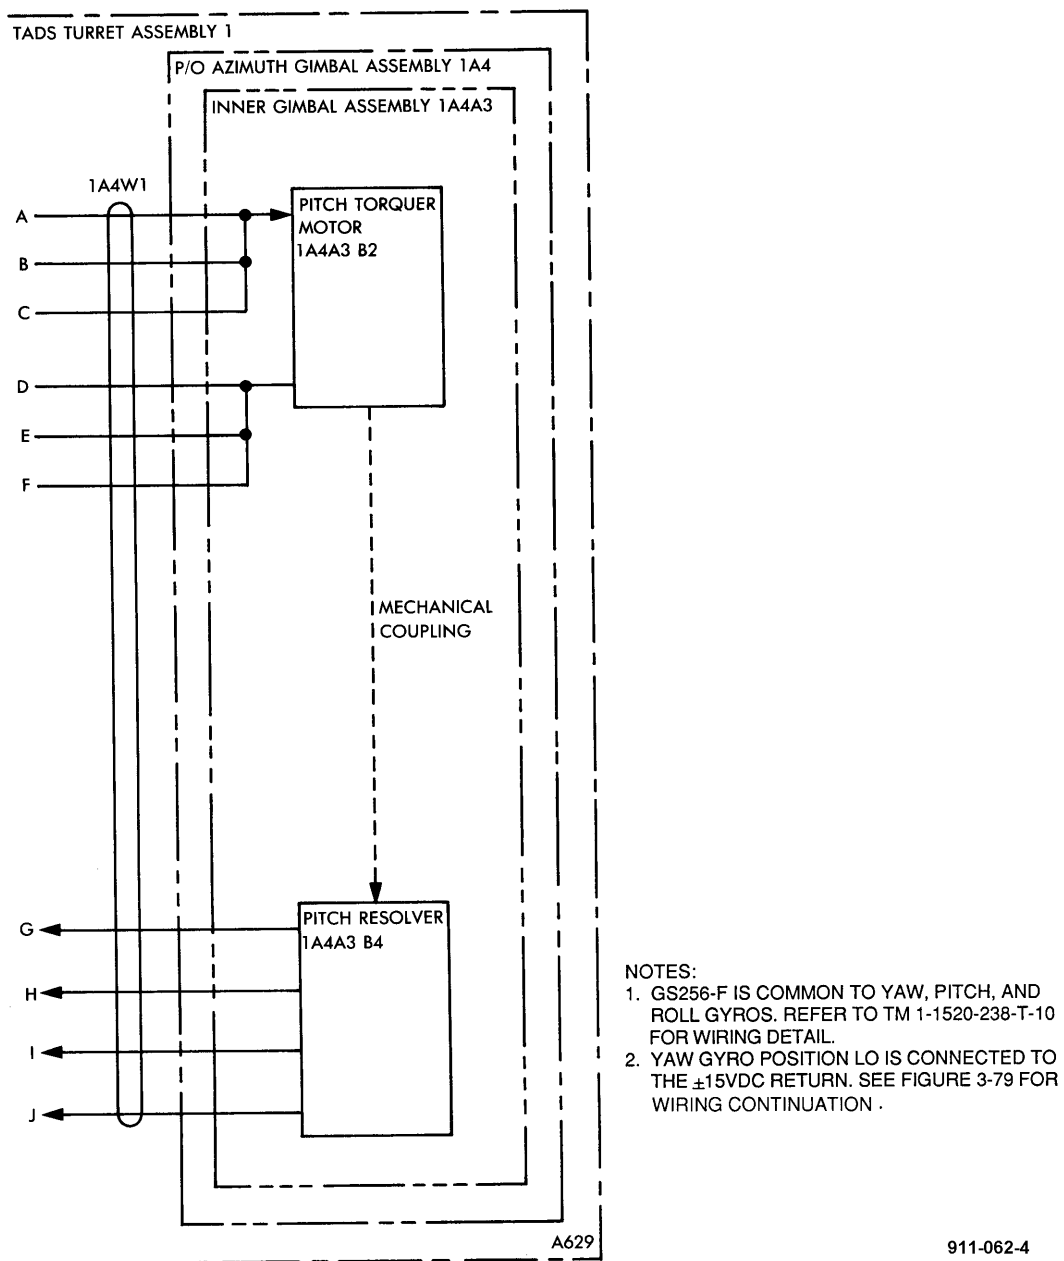 TADS TURRET ASSEMBLY 1
P/O AZIMUTH GIMBAL ASSEMBLY 1A4
INNER GIMBAL ASSEMBLY 1A4A3
1A4W1
PITCH TORQUER
MOTOR
1A4A3 B2
A
B
C
D
E
F
MECHANICAL
COUPLING
PITCH RESOLVER
1A4A3 B4
G
H
I
J
NOTES:
1. GS256-F IS COMMON TO YAW, PITCH, AND
ROLL GYROS. REFER TO TM 1-1520-238-T-10
FOR WIRING DETAIL.
2. YAW GYRO POSITION LO IS CONNECTED TO
THE ±15VDC RETURN. SEE FIGURE 3-79 FOR
WIRING CONTINUATION .
A629
911-062-4